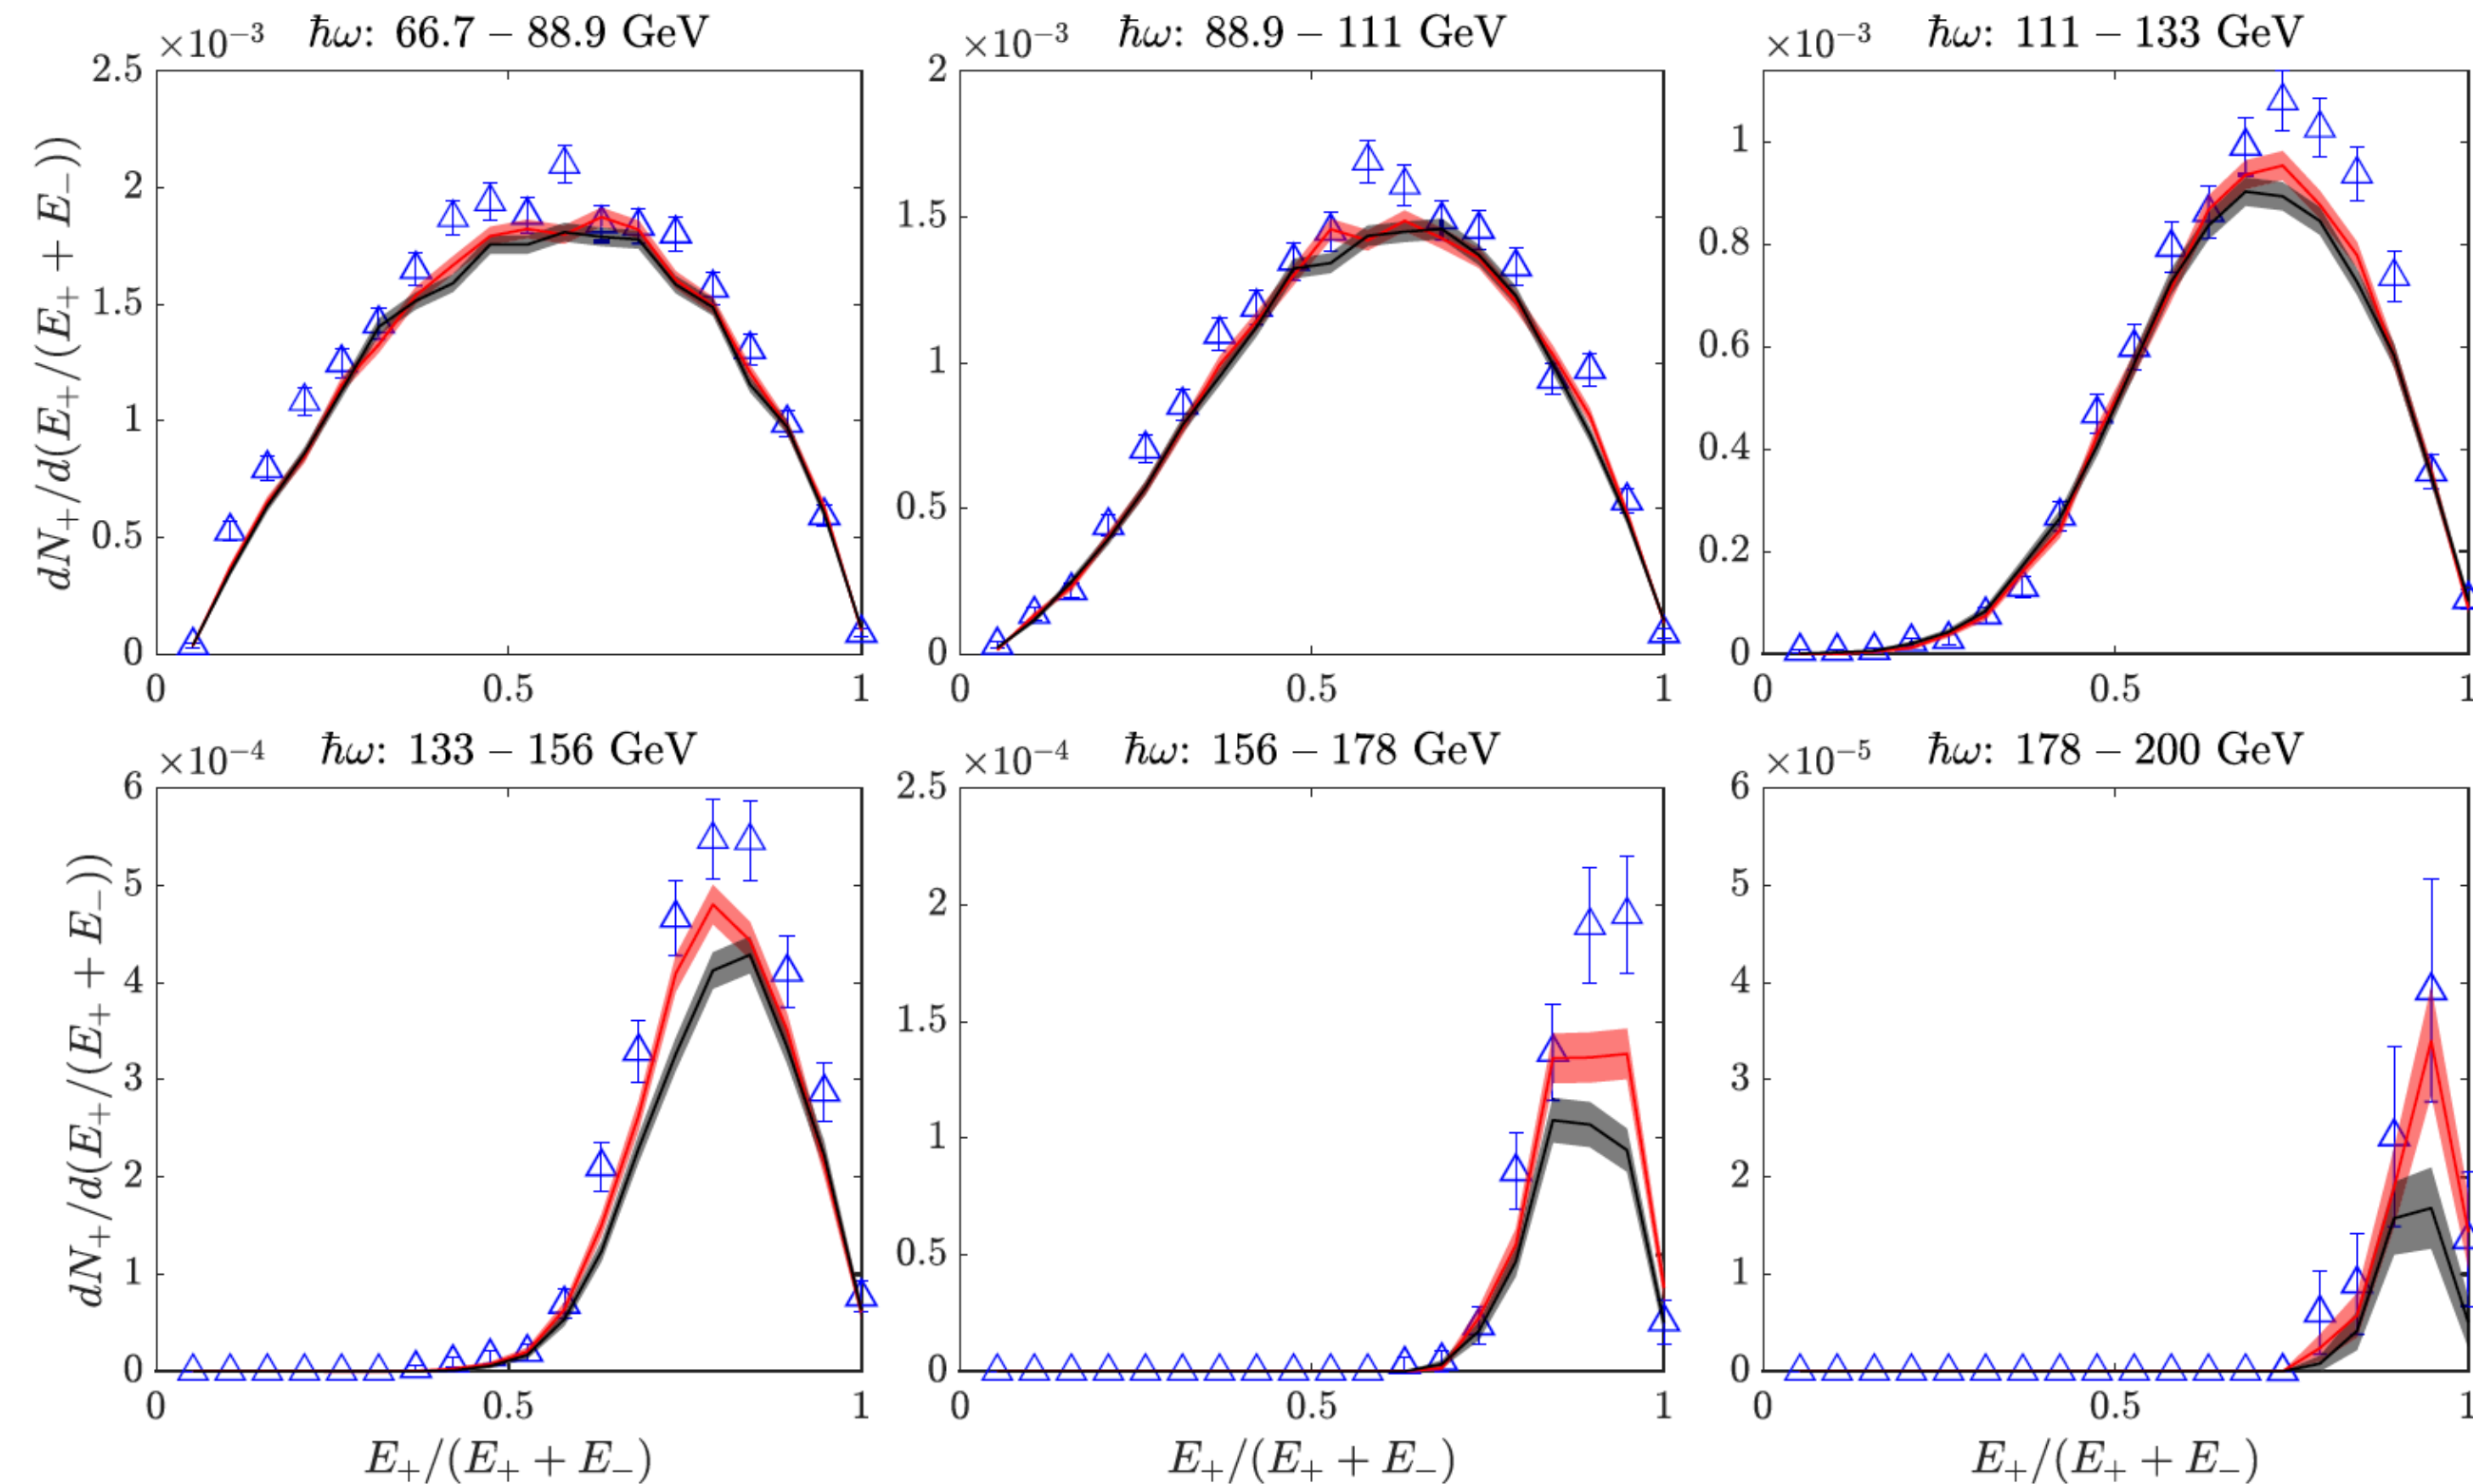 ×10⁻³ ħω: 66.7 – 88.9 GeV
2.5
2
1.5
1
0.5
0
0 0.5 1
dN₊/d(E₊/(E₊ + E₋))
×10⁻³ ħω: 88.9 – 111 GeV
2
1.5
1
0.5
0
0 0.5 1
×10⁻³ ħω: 111 – 133 GeV
1
0.8
0.6
0.4
0.2
0
0 0.5 1
×10⁻⁴ ħω: 133 – 156 GeV
6
5
4
3
2
1
0
0 0.5 1
dN₊/d(E₊/(E₊ + E₋))
E₊/(E₊ + E₋)
×10⁻⁴ ħω: 156 – 178 GeV
2.5
2
1.5
1
0.5
0
0 0.5 1
E₊/(E₊ + E₋)
×10⁻⁵ ħω: 178 – 200 GeV
6
5
4
3
2
1
0
0 0.5 1
E₊/(E₊ + E₋)